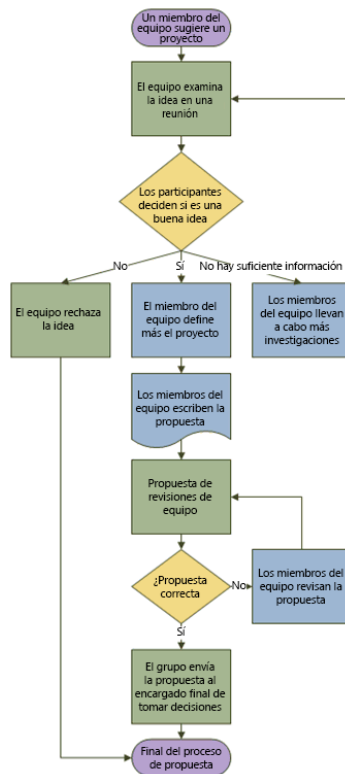 Un miembro del
equipo sugiere un
proyecto
El equipo examina
la idea en una
reunión
Los participantes
deciden si es una
buena idea
No
Sí
No hay suficiente información
El equipo rechaza
la idea
El miembro del
equipo define
más el proyecto
Los miembros
del equipo llevan
a cabo más
investigaciones
Los miembros del
equipo escriben la
propuesta
Propuesta de
revisiones de
equipo
¿Propuesta
correcta
No
Los miembros del
equipo revisan la
propuesta
Sí
El grupo envía
la propuesta al
encargado final de
tomar decisiones
Final del proceso
de propuesta